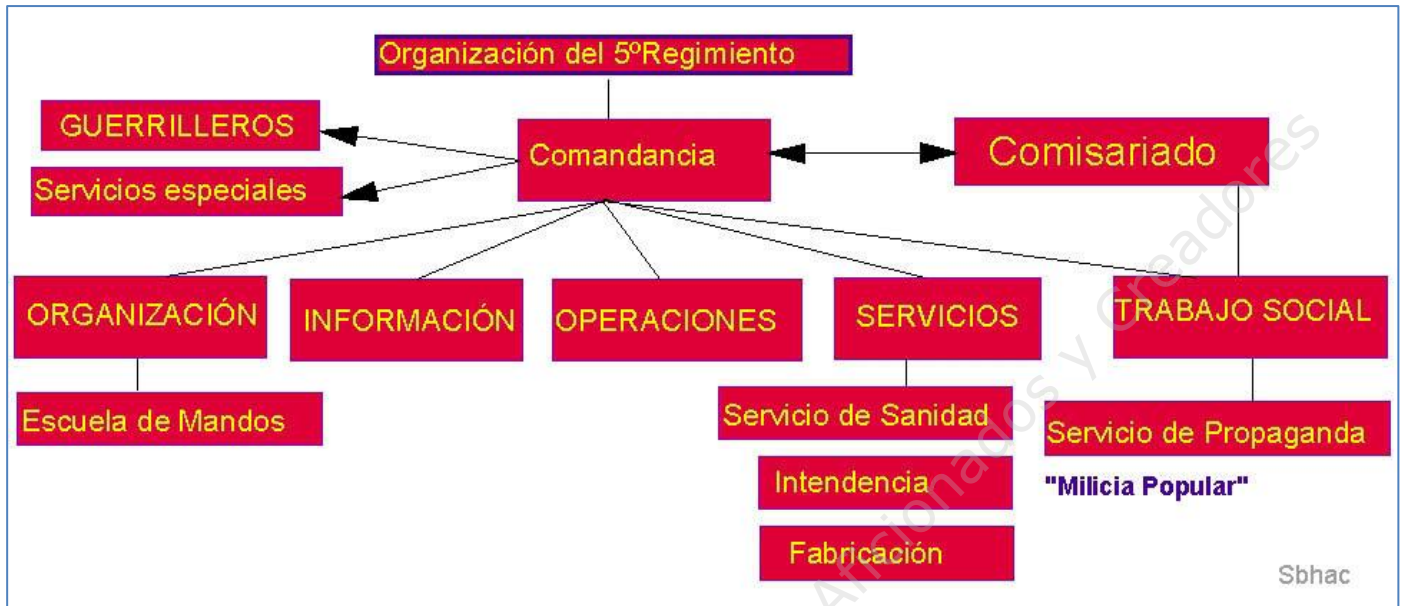 Organización del 5ºRegimiento
GUERRILLEROS
Comandancia
Comisariado
Servicios especiales
ORGANIZACIÓN
INFORMACIÓN
OPERACIONES
SERVICIOS
TRABAJO SOCIAL
Escuela de Mandos
Servicio de Sanidad
Servicio de Propaganda
Intendencia
"Milicia Popular"
Fabricación
Sbhac
Aficionados y Creadores